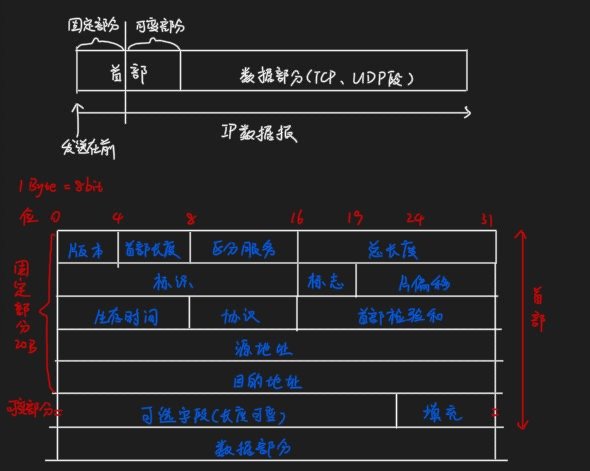 固定部分 可变部分
首部 数据部分(TCP、UDP段)
IP数据报
发送在前
1 Byte = 8bit
位 0 4 8 16 19 24 31
版本 首部长度 区分服务 总长度
标识 标志 片偏移
生存时间 协议 首部检验和
源地址
目的地址
固定部分20B
首部
可变部分 可选字段(长度可变) 填充
数据部分